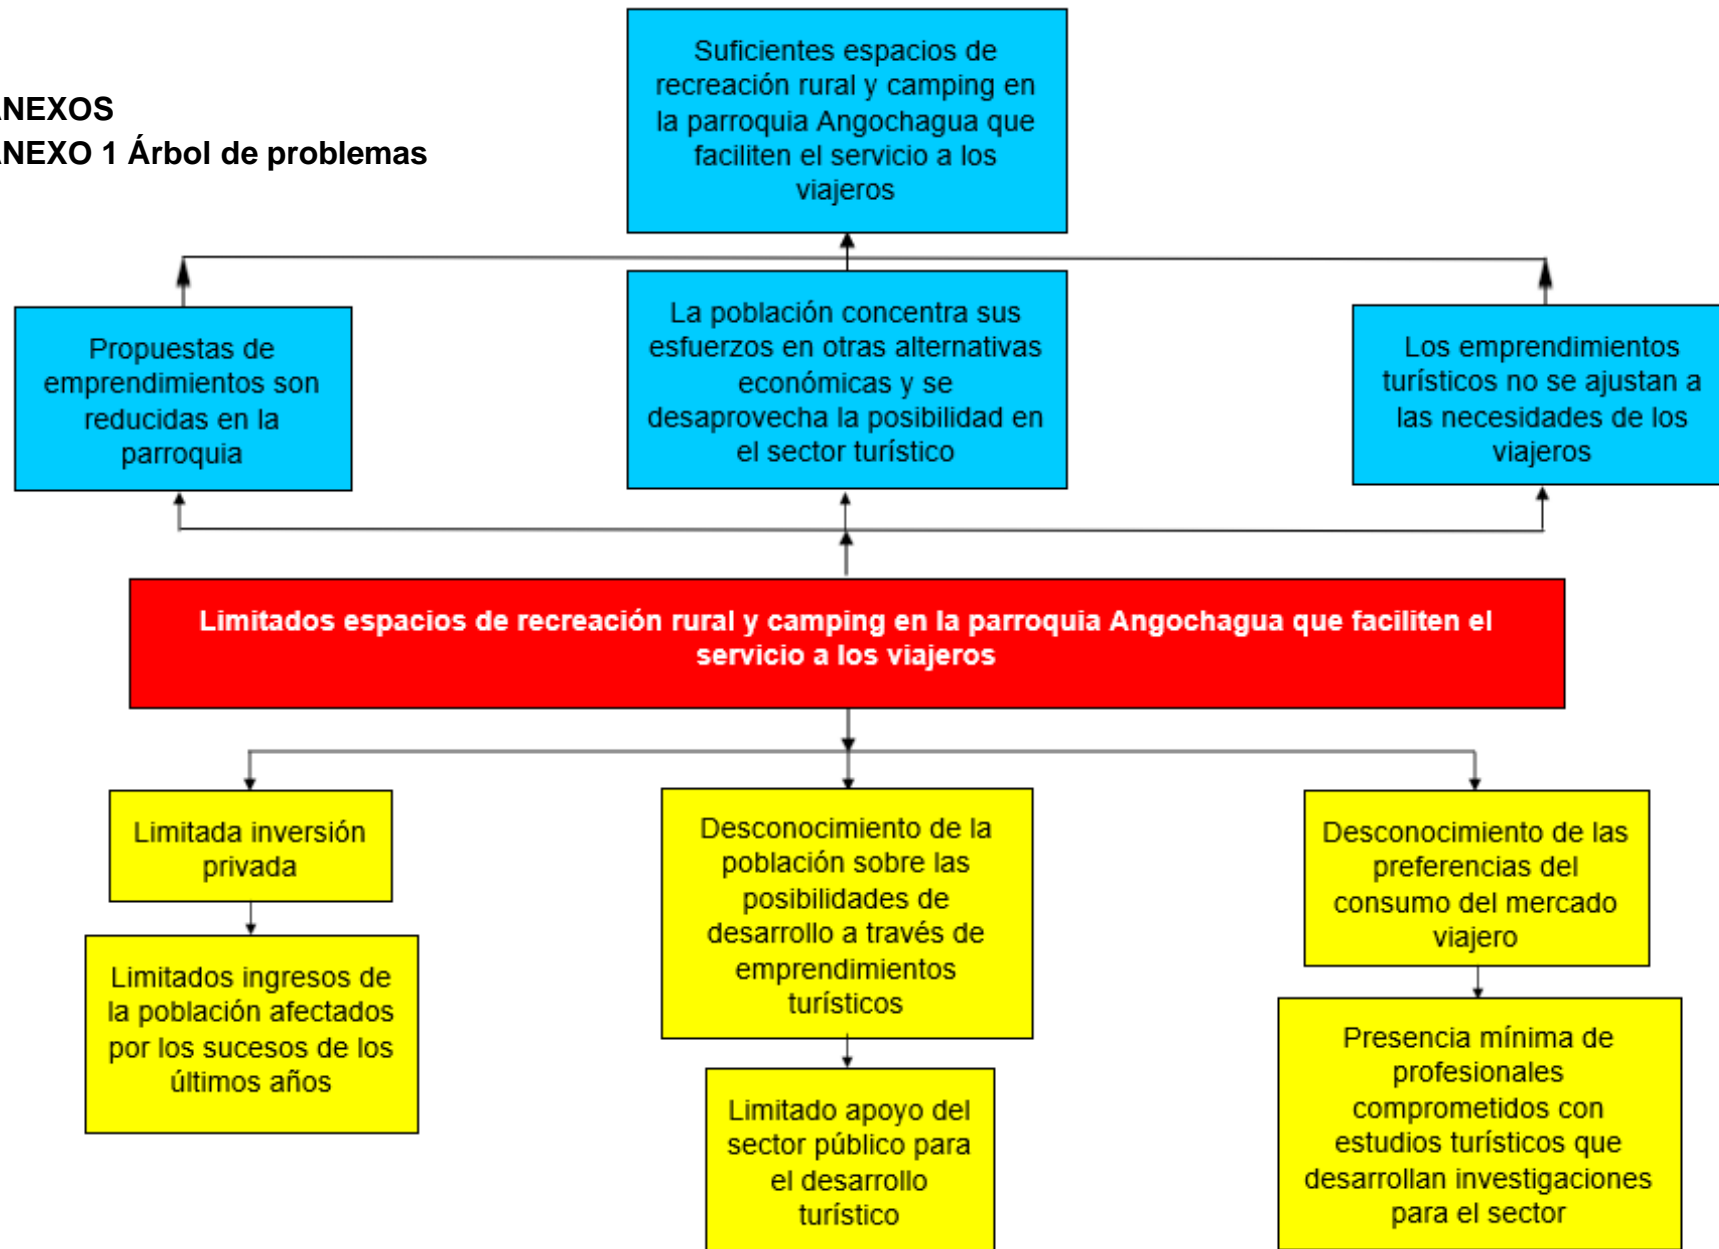 Suficientes espacios de
recreación rural y camping en
la parroquia Angochagua que
faciliten el servicio a los
viajeros
ANEXOS
ANEXO 1 Árbol de problemas
Propuestas de
emprendimientos son
reducidas en la
parroquia
La población concentra sus
esfuerzos en otras alternativas
económicas y se
desaprovecha la posibilidad en
el sector turístico
Los emprendimientos
turísticos no se ajustan a
las necesidades de los
viajeros
Limitados espacios de recreación rural y camping en la parroquia Angochagua que faciliten el
servicio a los viajeros
Limitada inversión
privada
Desconocimiento de la
población sobre las
posibilidades de
desarrollo a través de
emprendimientos
turísticos
Desconocimiento de las
preferencias del
consumo del mercado
viajero
Limitados ingresos de
la población afectados
por los sucesos de los
últimos años
Limitado apoyo del
sector público para
el desarrollo
turístico
Presencia mínima de
profesionales
comprometidos con
estudios turísticos que
desarrollan investigaciones
para el sector